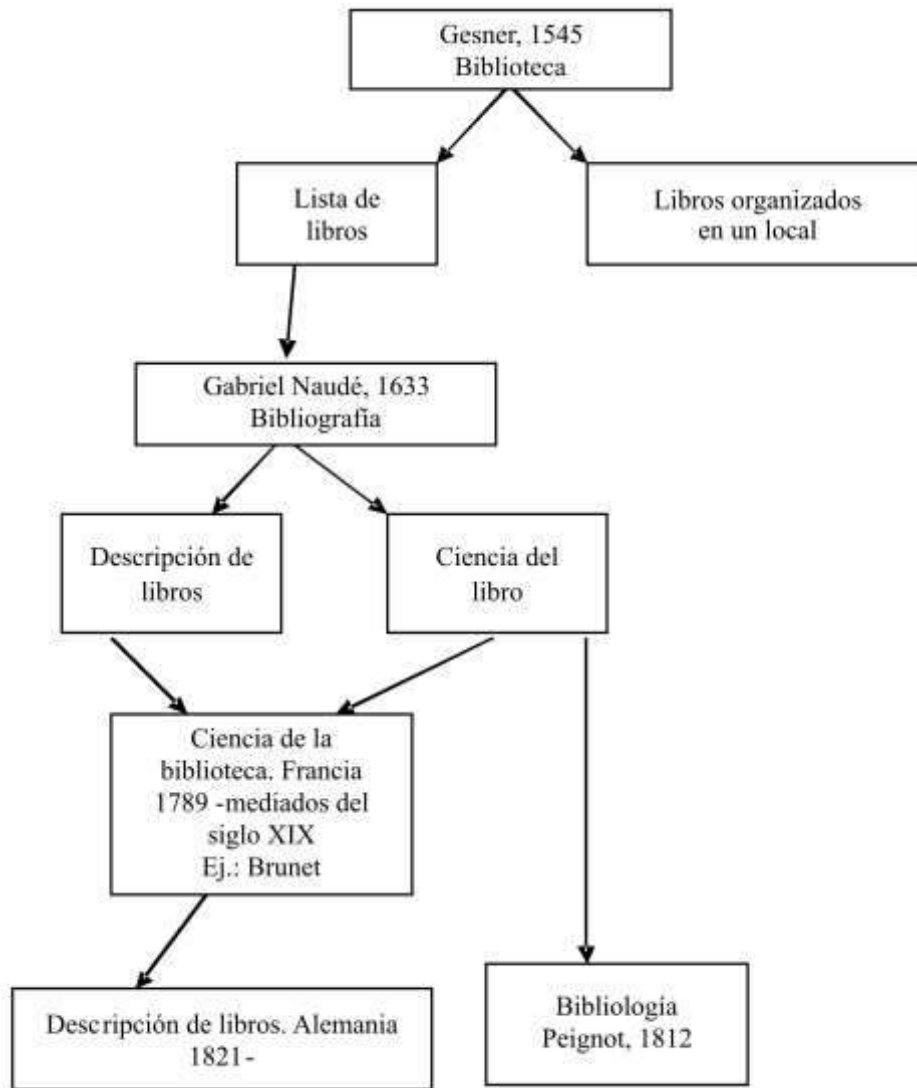 Gesner, 1545
Biblioteca
Lista de
libros
Libros organizados
en un local
Gabriel Naudé, 1633
Bibliografía
Descripción de
libros
Ciencia del
libro
Ciencia de la
biblioteca. Francia
1789 -mediados del
siglo XIX
Ej.: Brunet
Descripción de libros. Alemania
1821-
Bibliología
Peignot, 1812